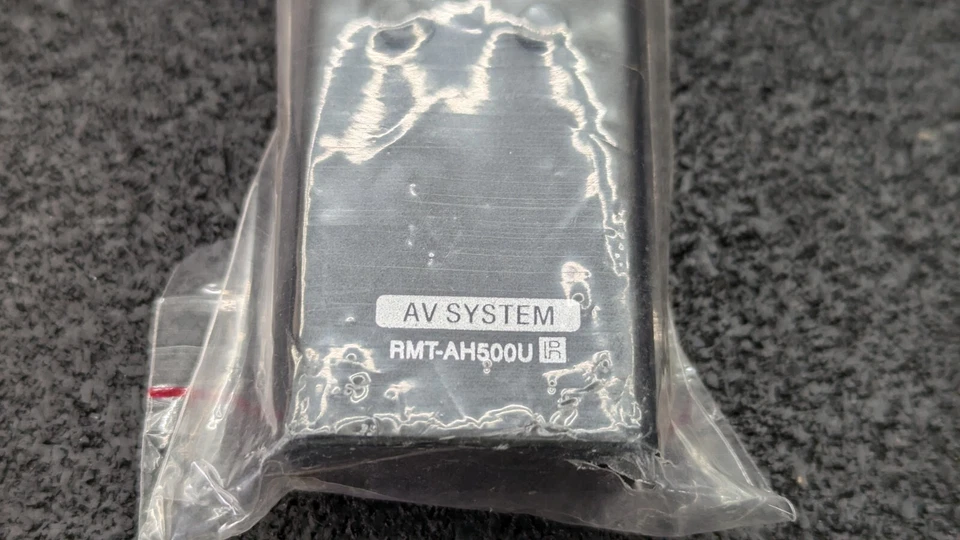 AV SYSTEM
RMT-AH500U